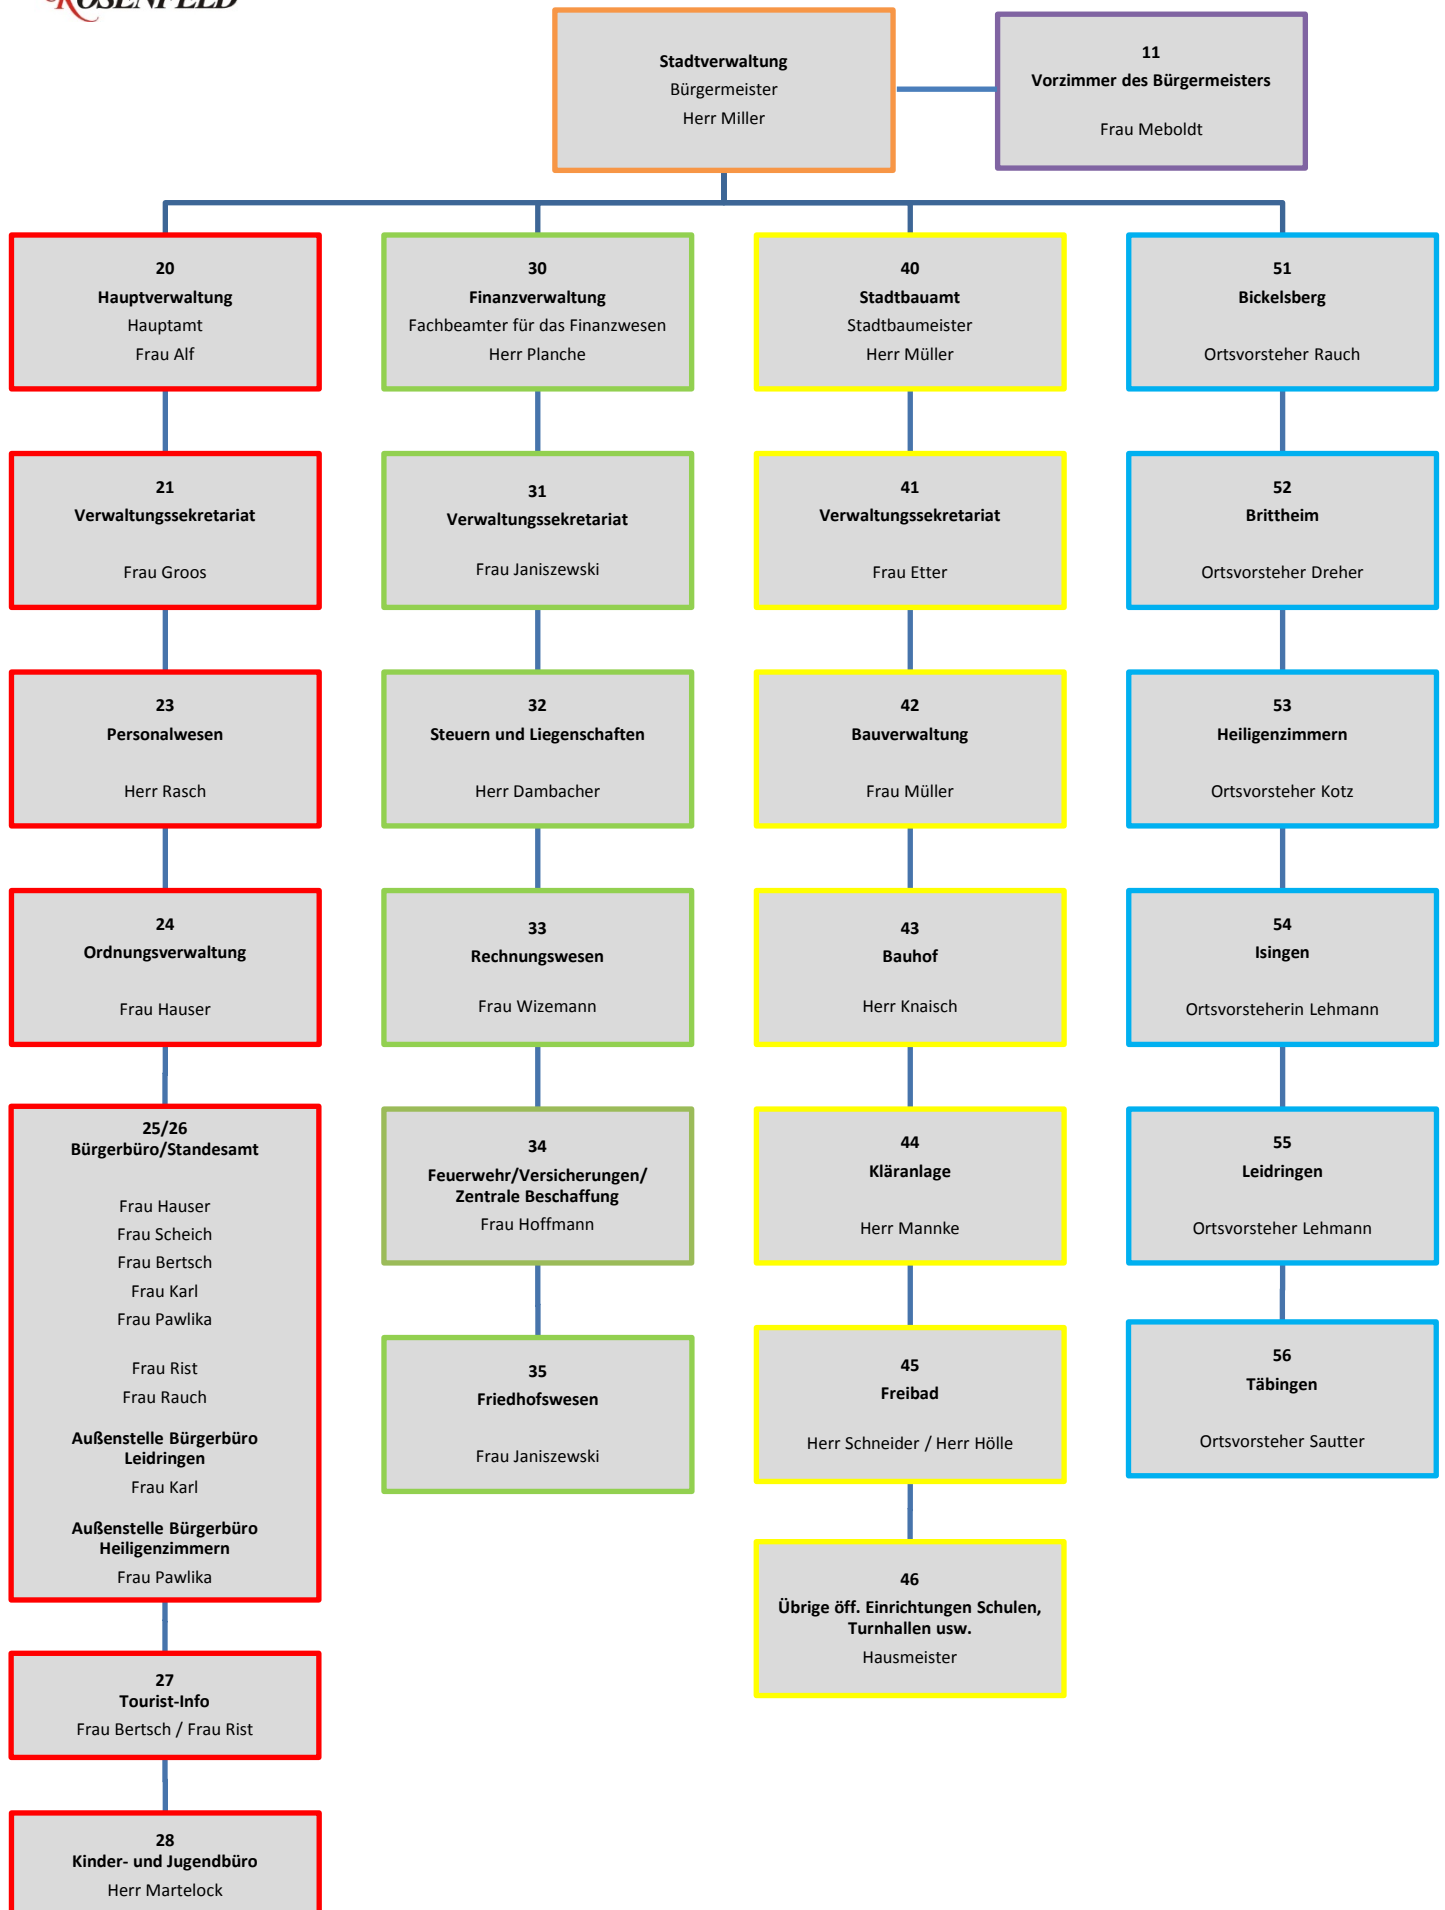 ROSENFELD
Stadtverwaltung
Bürgermeister
Herr Miller
11
Vorzimmer des Bürgermeisters
Frau Meboldt
20
Hauptverwaltung
Hauptamt
Frau Alf
21
Verwaltungssekretariat
Frau Groos
23
Personalwesen
Herr Rasch
24
Ordnungsverwaltung
Frau Hauser
25/26
Bürgerbüro/Standesamt
Frau Hauser
Frau Scheich
Frau Bertsch
Frau Karl
Frau Pawlika
Frau Rist
Frau Rauch
Außenstelle Bürgerbüro
Leidringen
Frau Karl
Außenstelle Bürgerbüro
Heiligenzimmern
Frau Pawlika
27
Tourist-Info
Frau Bertsch / Frau Rist
28
Kinder- und Jugendbüro
Herr Martelock
30
Finanzverwaltung
Fachbeamter für das Finanzwesen
Herr Planche
31
Verwaltungssekretariat
Frau Janiszewski
32
Steuern und Liegenschaften
Herr Dambacher
33
Rechnungswesen
Frau Wizemann
34
Feuerwehr/Versicherungen/
Zentrale Beschaffung
Frau Hoffmann
35
Friedhofswesen
Frau Janiszewski
40
Stadtbauamt
Stadtbaumeister
Herr Müller
41
Verwaltungssekretariat
Frau Etter
42
Bauverwaltung
Frau Müller
43
Bauhof
Herr Knaisch
44
Kläranlage
Herr Mannke
45
Freibad
Herr Schneider / Herr Hölle
46
Übrige öff. Einrichtungen Schulen,
Turnhallen usw.
Hausmeister
51
Bickelsberg
Ortsvorsteher Rauch
52
Brittheim
Ortsvorsteher Dreher
53
Heiligenzimmern
Ortsvorsteher Kotz
54
Isingen
Ortsvorsteherin Lehmann
55
Leidringen
Ortsvorsteher Lehmann
56
Täbingen
Ortsvorsteher Sautter